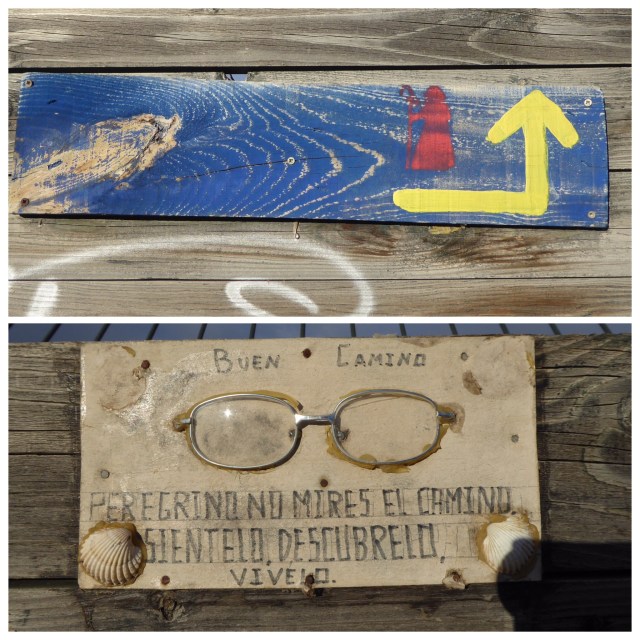 BUEN CAMINO
PEREGRINO NO MIRES EL CAMINO.
SIENTELO, DESCUBRELO,
VIVELO.